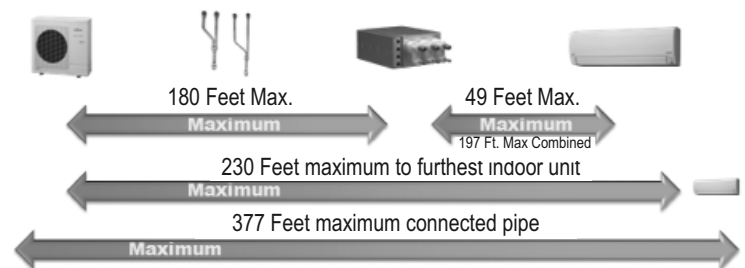 180 Feet Max.
Maximum
49 Feet Max.
Maximum
197 Ft. Max Combined
230 Feet maximum to furthest indoor unit
Maximum
377 Feet maximum connected pipe
Maximum